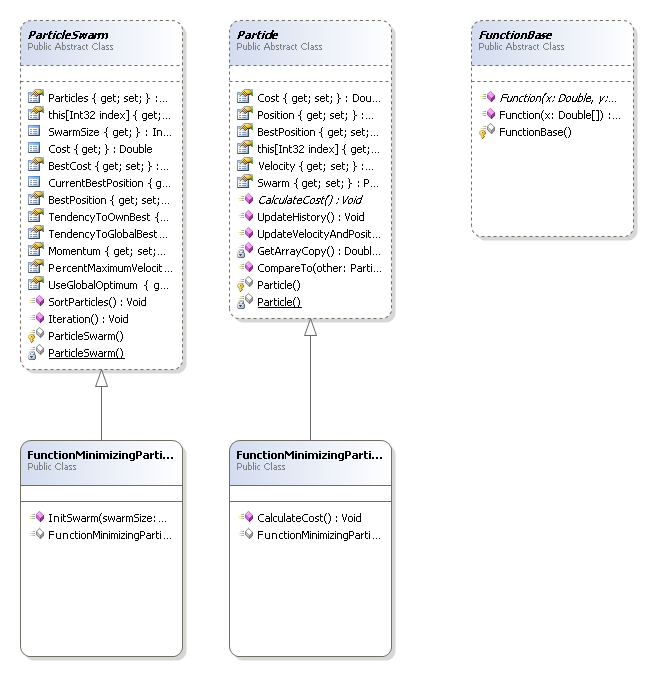 ParticleSwarm
Public Abstract Class
Particles { get; set; } :...
this[Int32 index] { get;...
SwarmSize { get; } : In...
Cost { get; } : Double
BestCost { get; set; } :...
CurrentBestPosition { g...
BestPosition { get; set; ...
TendencyToOwnBest {...
TendencyToGlobalBest ...
Momentum { get; set;...
PercentMaximumVelocit...
UseGlobalOptimum { g...
SortParticles() : Void
Iteration() : Void
ParticleSwarm()
ParticleSwarm()
Particle
Public Abstract Class
Cost { get; set; } : Dou...
Position { get; set; } :...
BestPosition { get; set;...
this[Int32 index] { get;...
Velocity { get; set; } :...
Swarm { get; set; } : P...
CalculateCost() : Void
UpdateHistory() : Void
UpdateVelocityAndPosit...
GetArrayCopy() : Doubl...
CompareTo(other: Parti...
Particle()
Particle()
FunctionBase
Public Abstract Class
Function(x: Double, y:...
Function(x: Double[]) :...
FunctionBase()
FunctionMinimizingParti...
Public Class
InitSwarm(swarmSize: ...
FunctionMinimizingParti...
FunctionMinimizingParti...
Public Class
CalculateCost() : Void
FunctionMinimizingParti...